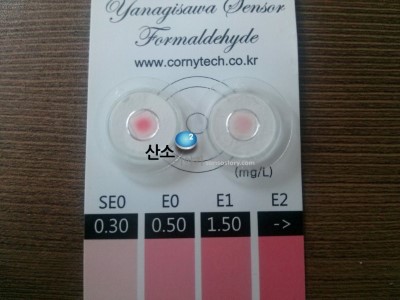 Yanagisawa Sensor
Formaldehyde
www.cornytech.co.kr
산소 2
(mg/L)
SE0 E0 E1 E2
0.30 0.50 1.50 ->